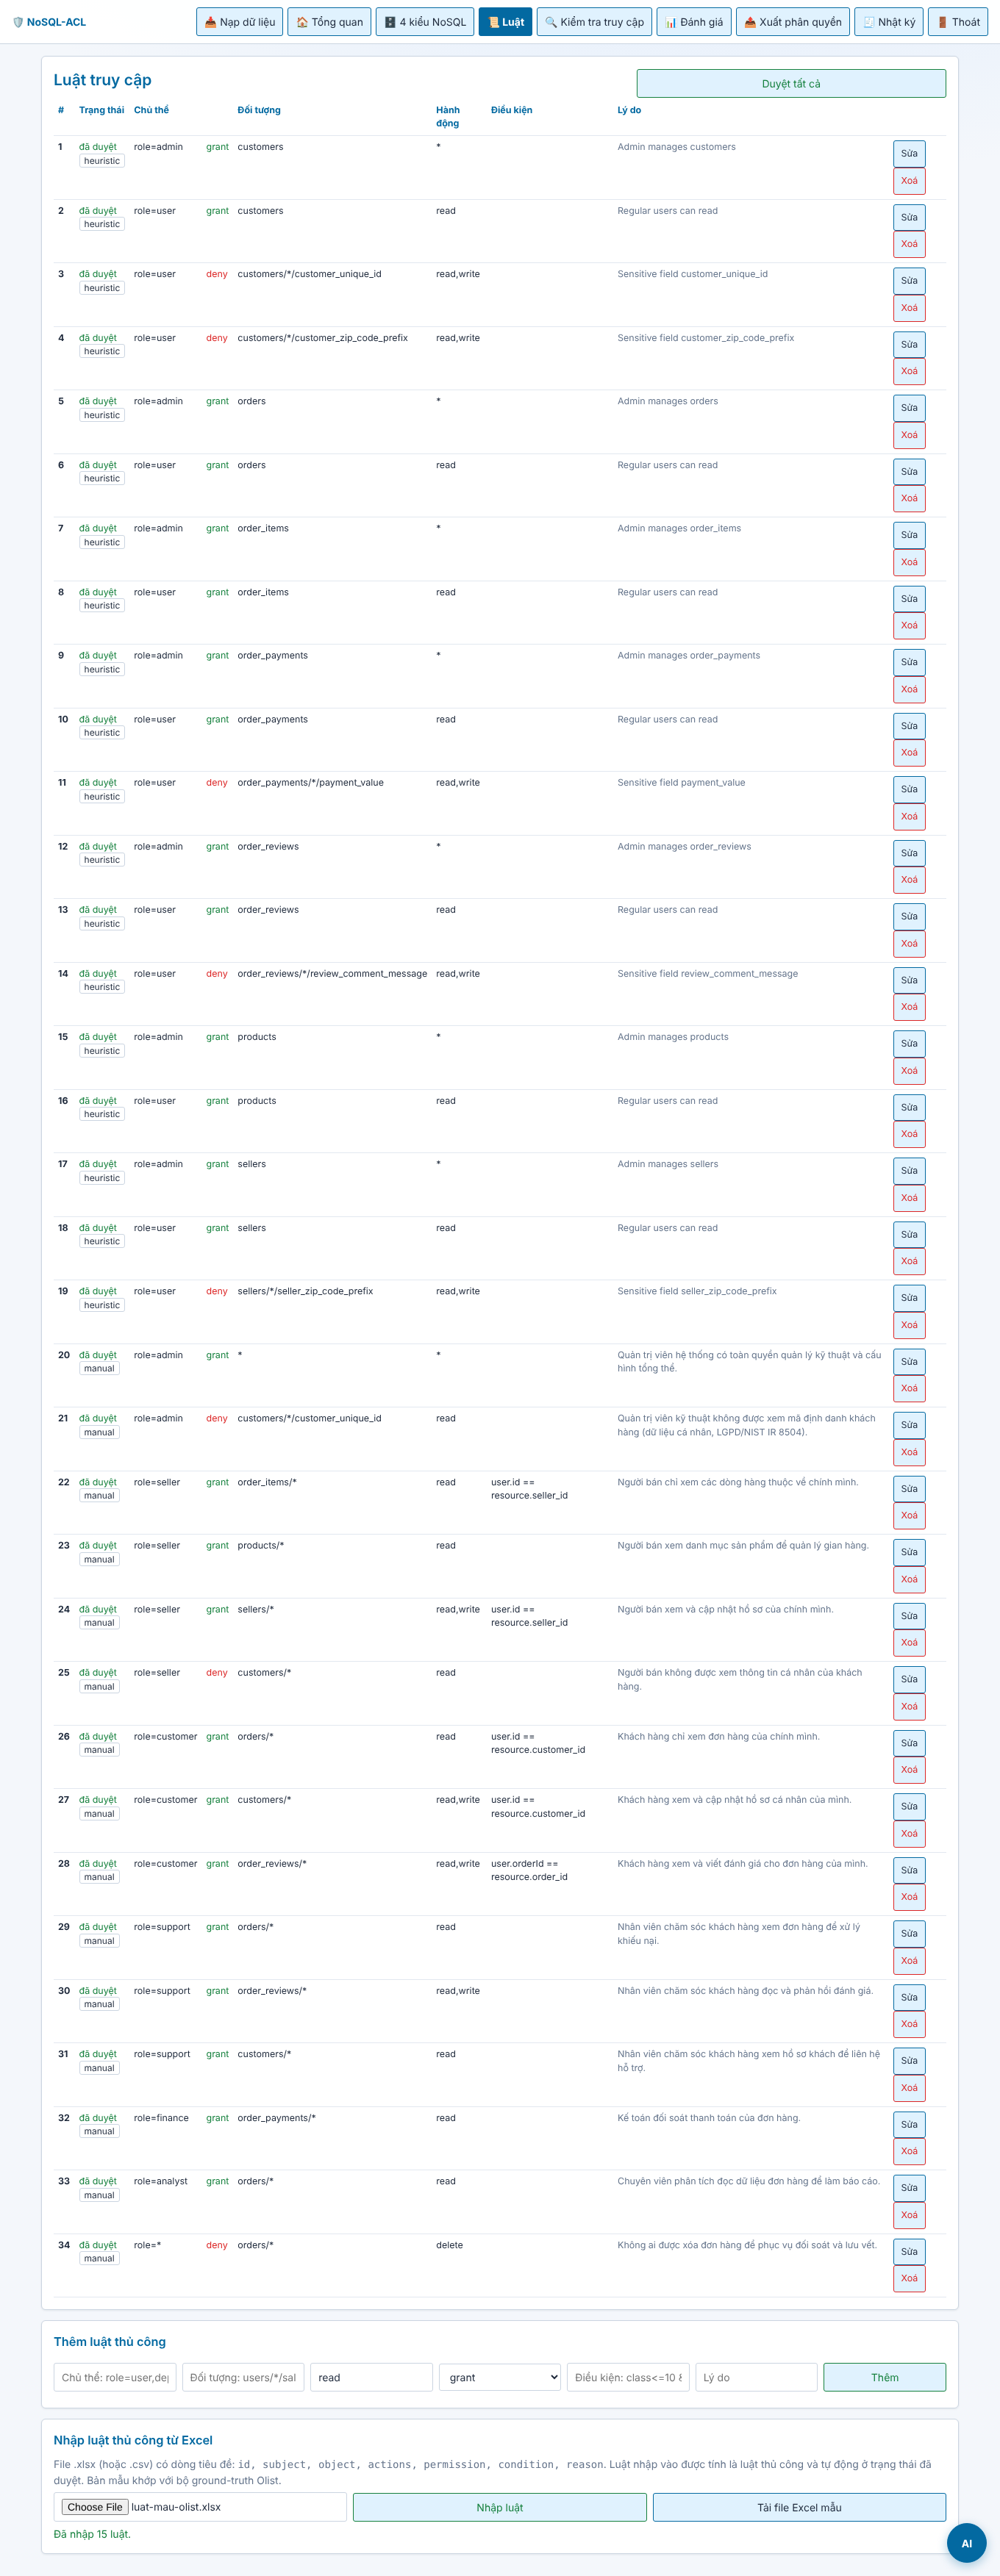 🛡️ NoSQL-ACL
📥 Nạp dữ liệu
🏠 Tổng quan
🗄️ 4 kiểu NoSQL
📜 Luật
🔍 Kiểm tra truy cập
📊 Đánh giá
📤 Xuất phân quyền
🧾 Nhật ký
🚪 Thoát
Luật truy cập
Duyệt tất cả
# Trạng thái Chủ thể Đối tượng Hành động Điều kiện Lý do
1 đã duyệt heuristic role=admin grant customers * Admin manages customers Sửa Xoá
2 đã duyệt heuristic role=user grant customers read Regular users can read Sửa Xoá
3 đã duyệt heuristic role=user deny customers/*/customer_unique_id read,write Sensitive field customer_unique_id Sửa Xoá
4 đã duyệt heuristic role=user deny customers/*/customer_zip_code_prefix read,write Sensitive field customer_zip_code_prefix Sửa Xoá
5 đã duyệt heuristic role=admin grant orders * Admin manages orders Sửa Xoá
6 đã duyệt heuristic role=user grant orders read Regular users can read Sửa Xoá
7 đã duyệt heuristic role=admin grant order_items * Admin manages order_items Sửa Xoá
8 đã duyệt heuristic role=user grant order_items read Regular users can read Sửa Xoá
9 đã duyệt heuristic role=admin grant order_payments * Admin manages order_payments Sửa Xoá
10 đã duyệt heuristic role=user grant order_payments read Regular users can read Sửa Xoá
11 đã duyệt heuristic role=user deny order_payments/*/payment_value read,write Sensitive field payment_value Sửa Xoá
12 đã duyệt heuristic role=admin grant order_reviews * Admin manages order_reviews Sửa Xoá
13 đã duyệt heuristic role=user grant order_reviews read Regular users can read Sửa Xoá
14 đã duyệt heuristic role=user deny order_reviews/*/review_comment_message read,write Sensitive field review_comment_message Sửa Xoá
15 đã duyệt heuristic role=admin grant products * Admin manages products Sửa Xoá
16 đã duyệt heuristic role=user grant products read Regular users can read Sửa Xoá
17 đã duyệt heuristic role=admin grant sellers * Admin manages sellers Sửa Xoá
18 đã duyệt heuristic role=user grant sellers read Regular users can read Sửa Xoá
19 đã duyệt heuristic role=user deny sellers/*/seller_zip_code_prefix read,write Sensitive field seller_zip_code_prefix Sửa Xoá
20 đã duyệt manual role=admin grant * * Quản trị viên hệ thống có toàn quyền quản lý kỹ thuật và cấu hình tổng thể. Sửa Xoá
21 đã duyệt manual role=admin deny customers/*/customer_unique_id read Quản trị viên kỹ thuật không được xem mã định danh khách hàng (dữ liệu cá nhân, LGPD/NIST IR 8504). Sửa Xoá
22 đã duyệt manual role=seller grant order_items/* read user.id == resource.seller_id Người bán chỉ xem các dòng hàng thuộc về chính mình. Sửa Xoá
23 đã duyệt manual role=seller grant products/* read Người bán xem danh mục sản phẩm để quản lý gian hàng. Sửa Xoá
24 đã duyệt manual role=seller grant sellers/* read,write user.id == resource.seller_id Người bán xem và cập nhật hồ sơ của chính mình. Sửa Xoá
25 đã duyệt manual role=seller deny customers/* read Người bán không được xem thông tin cá nhân của khách hàng. Sửa Xoá
26 đã duyệt manual role=customer grant orders/* read user.id == resource.customer_id Khách hàng chỉ xem đơn hàng của chính mình. Sửa Xoá
27 đã duyệt manual role=customer grant customers/* read,write user.id == resource.customer_id Khách hàng xem và cập nhật hồ sơ cá nhân của mình. Sửa Xoá
28 đã duyệt manual role=customer grant order_reviews/* read,write user.orderId == resource.order_id Khách hàng xem và viết đánh giá cho đơn hàng của mình. Sửa Xoá
29 đã duyệt manual role=support grant orders/* read Nhân viên chăm sóc khách hàng xem đơn hàng để xử lý khiếu nại. Sửa Xoá
30 đã duyệt manual role=support grant order_reviews/* read,write Nhân viên chăm sóc khách hàng đọc và phản hồi đánh giá. Sửa Xoá
31 đã duyệt manual role=support grant customers/* read Nhân viên chăm sóc khách hàng xem hồ sơ khách để liên hệ hỗ trợ. Sửa Xoá
32 đã duyệt manual role=finance grant order_payments/* read Kế toán đối soát thanh toán của đơn hàng. Sửa Xoá
33 đã duyệt manual role=analyst grant orders/* read Chuyên viên phân tích đọc dữ liệu đơn hàng để làm báo cáo. Sửa Xoá
34 đã duyệt manual role=* deny orders/* delete Không ai được xóa đơn hàng để phục vụ đối soát và lưu vết. Sửa Xoá
Thêm luật thủ công
Chủ thể: role=user,de Đối tượng: users/*/sal read grant Điều kiện: class<=10 & Lý do Thêm
Nhập luật thủ công từ Excel
File .xlsx (hoặc .csv) có dòng tiêu đề: id, subject, object, actions, permission, condition, reason. Luật nhập vào được tính là luật thủ công và tự động ở trạng thái đã
duyệt. Bản mẫu khớp với bộ ground-truth Olist.
Choose File luat-mau-olist.xlsx Nhập luật Tải file Excel mẫu
Đã nhập 15 luật.
AI